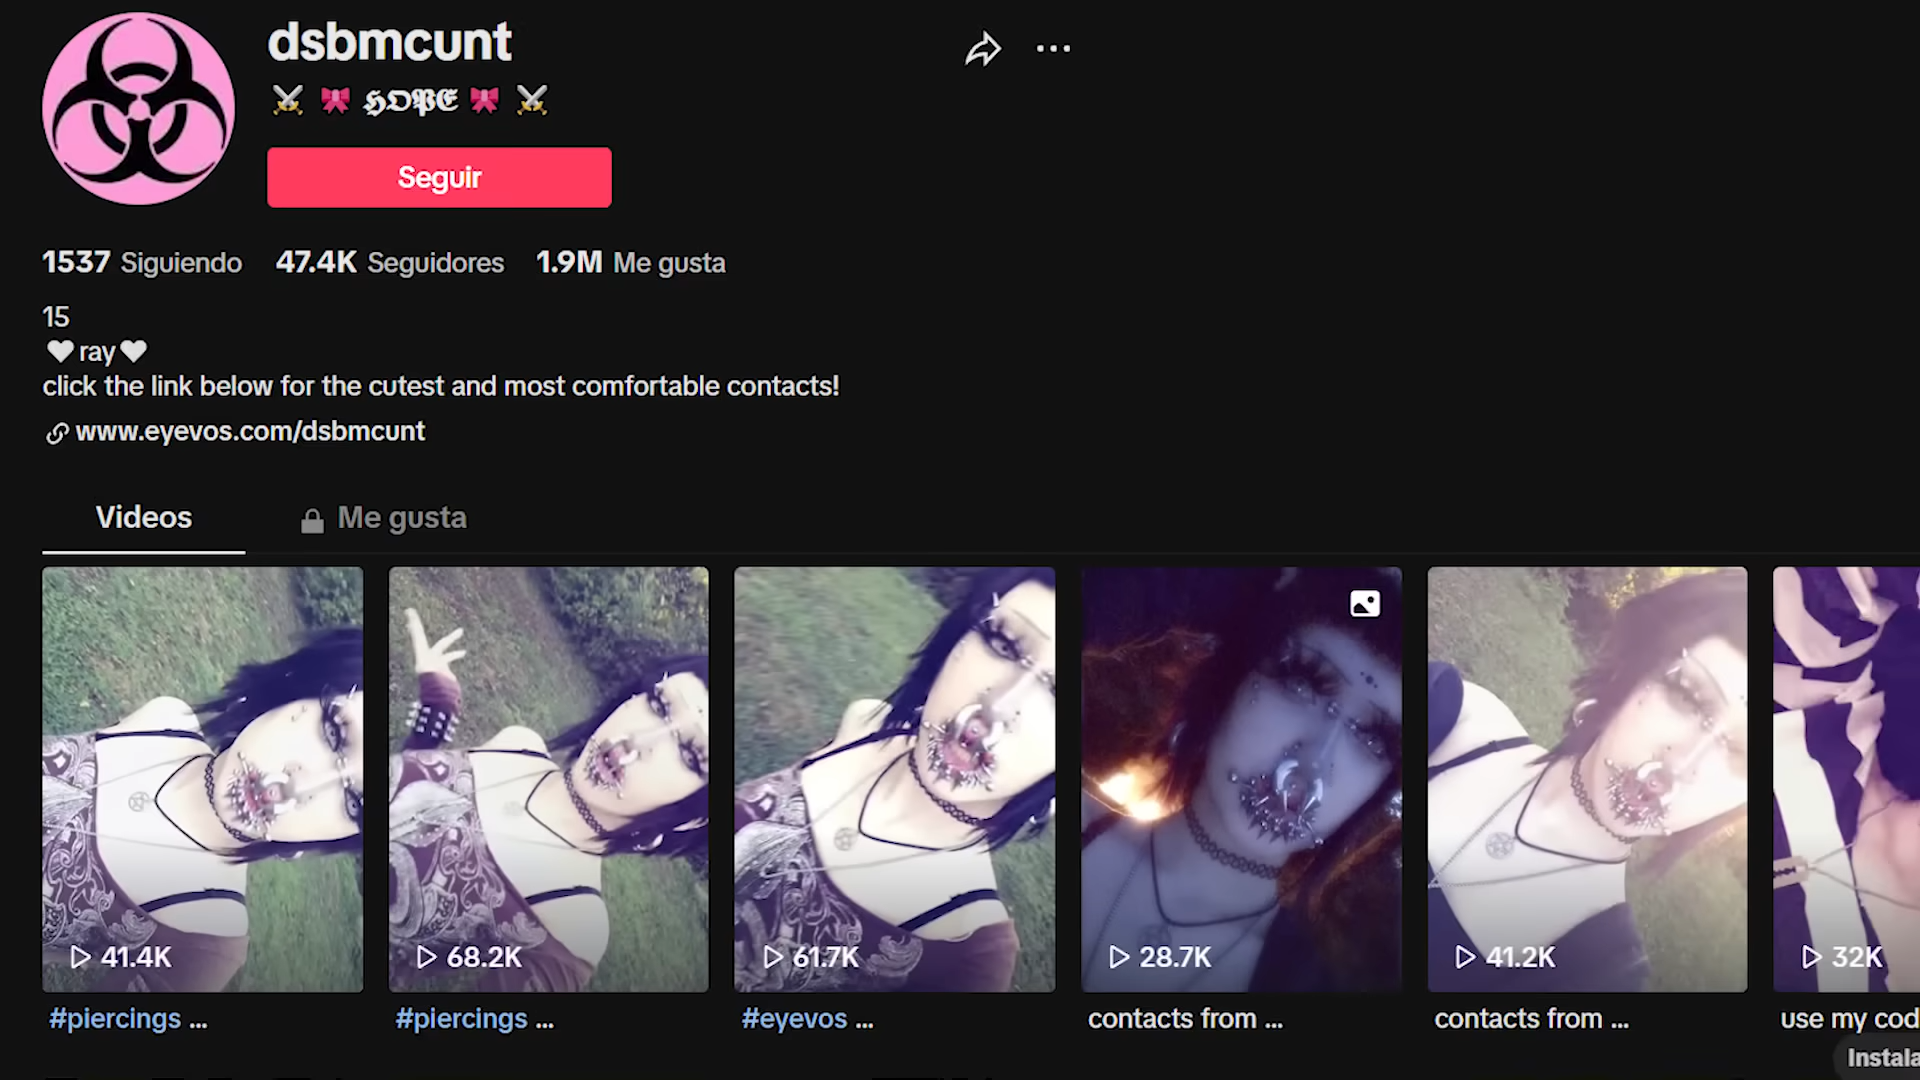 dsbmcunt
⚔️ 🎀 ℌ𝔒𝔓𝔈 🎀 ⚔️
Seguir
1537 Siguiendo 47.4K Seguidores 1.9M Me gusta
15
🤍ray🤍
click the link below for the cutest and most comfortable contacts!
www.eyevos.com/dsbmcunt
Videos Me gusta
41.4K 68.2K 61.7K 28.7K 41.2K 32K
#piercings ... #piercings ... #eyevos ... contacts from ... contacts from ... use my cod
Instala